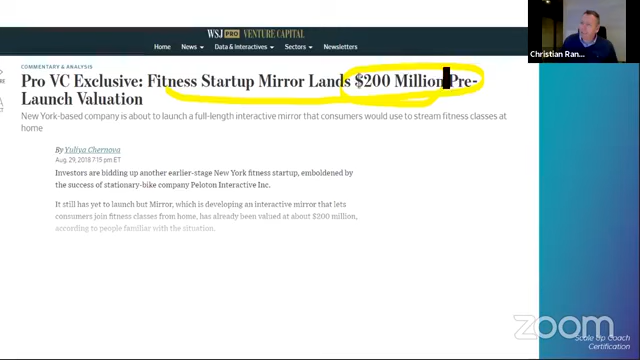 WSJ PRO VENTURE CAPITAL
Home News Data & Interactives Sectors Newsletters
COMMENTARY & ANALYSIS
Pro VC Exclusive: Fitness Startup Mirror Lands $200 Million Pre-
Launch Valuation
New York-based company is about to launch a full-length interactive mirror that consumers would use to stream fitness classes at
home
By Yuliya Chernova
Aug. 29, 2018 7:15 pm ET
Investors are bidding up another earlier-stage New York fitness startup, emboldened by
the success of stationary-bike company Peloton Interactive Inc.
It still has yet to launch but Mirror, which is developing an interactive mirror that lets
consumers join fitness classes from home, has already been valued at about $200 million,
according to people familiar with the situation.
Christian Ran...
zoom
Scale Up Coach
Certification